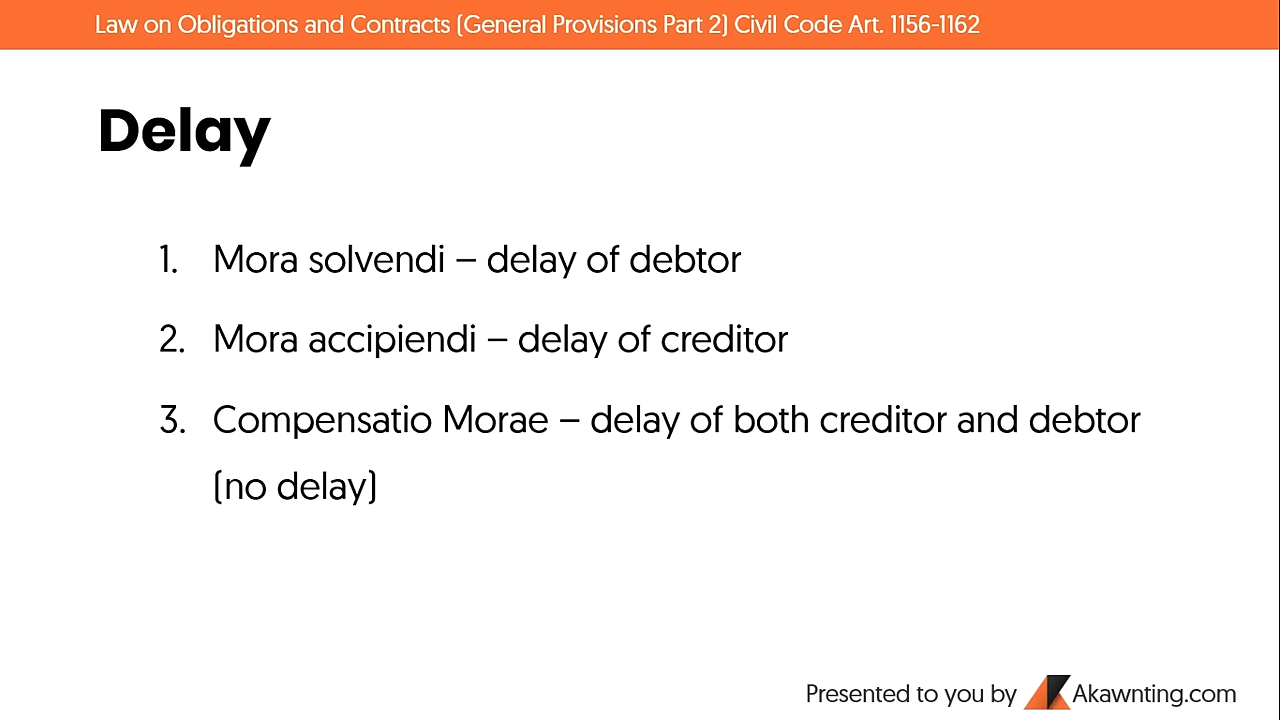 Law on Obligations and Contracts (General Provisions Part 2) Civil Code Art. 1156-1162
Delay
1. Mora solvendi – delay of debtor
2. Mora accipiendi – delay of creditor
3. Compensatio Morae – delay of both creditor and debtor
(no delay)
Presented to you by Akawnting.com